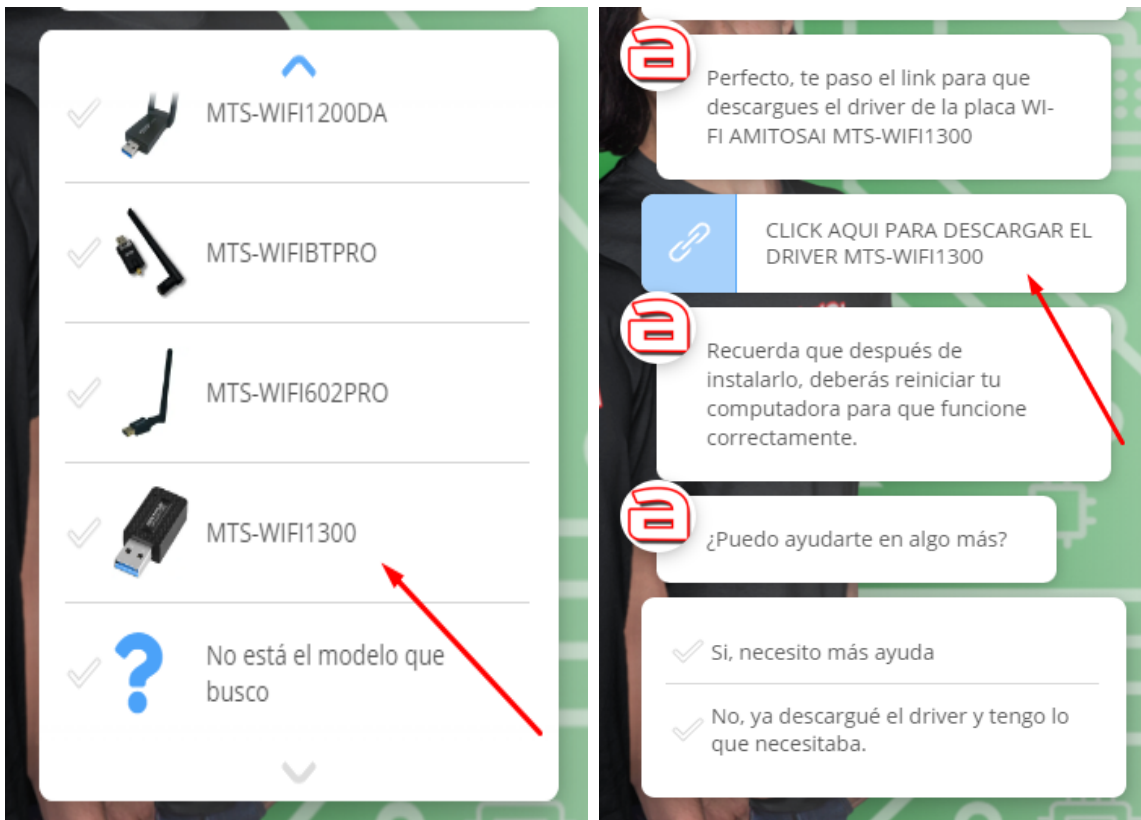 MTS-WIFI1200DA
MTS-WIFIBTPRO
MTS-WIFI602PRO
MTS-WIFI1300
No está el modelo que
busco
a
Perfecto, te paso el link para que
descargues el driver de la placa WI-
FI AMITOSAI MTS-WIFI1300
CLICK AQUI PARA DESCARGAR EL
DRIVER MTS-WIFI1300
a
Recuerda que después de
instalarlo, deberás reiniciar tu
computadora para que funcione
correctamente.
a
¿Puedo ayudarte en algo más?
Si, necesito más ayuda
No, ya descargué el driver y tengo lo
que necesitaba.